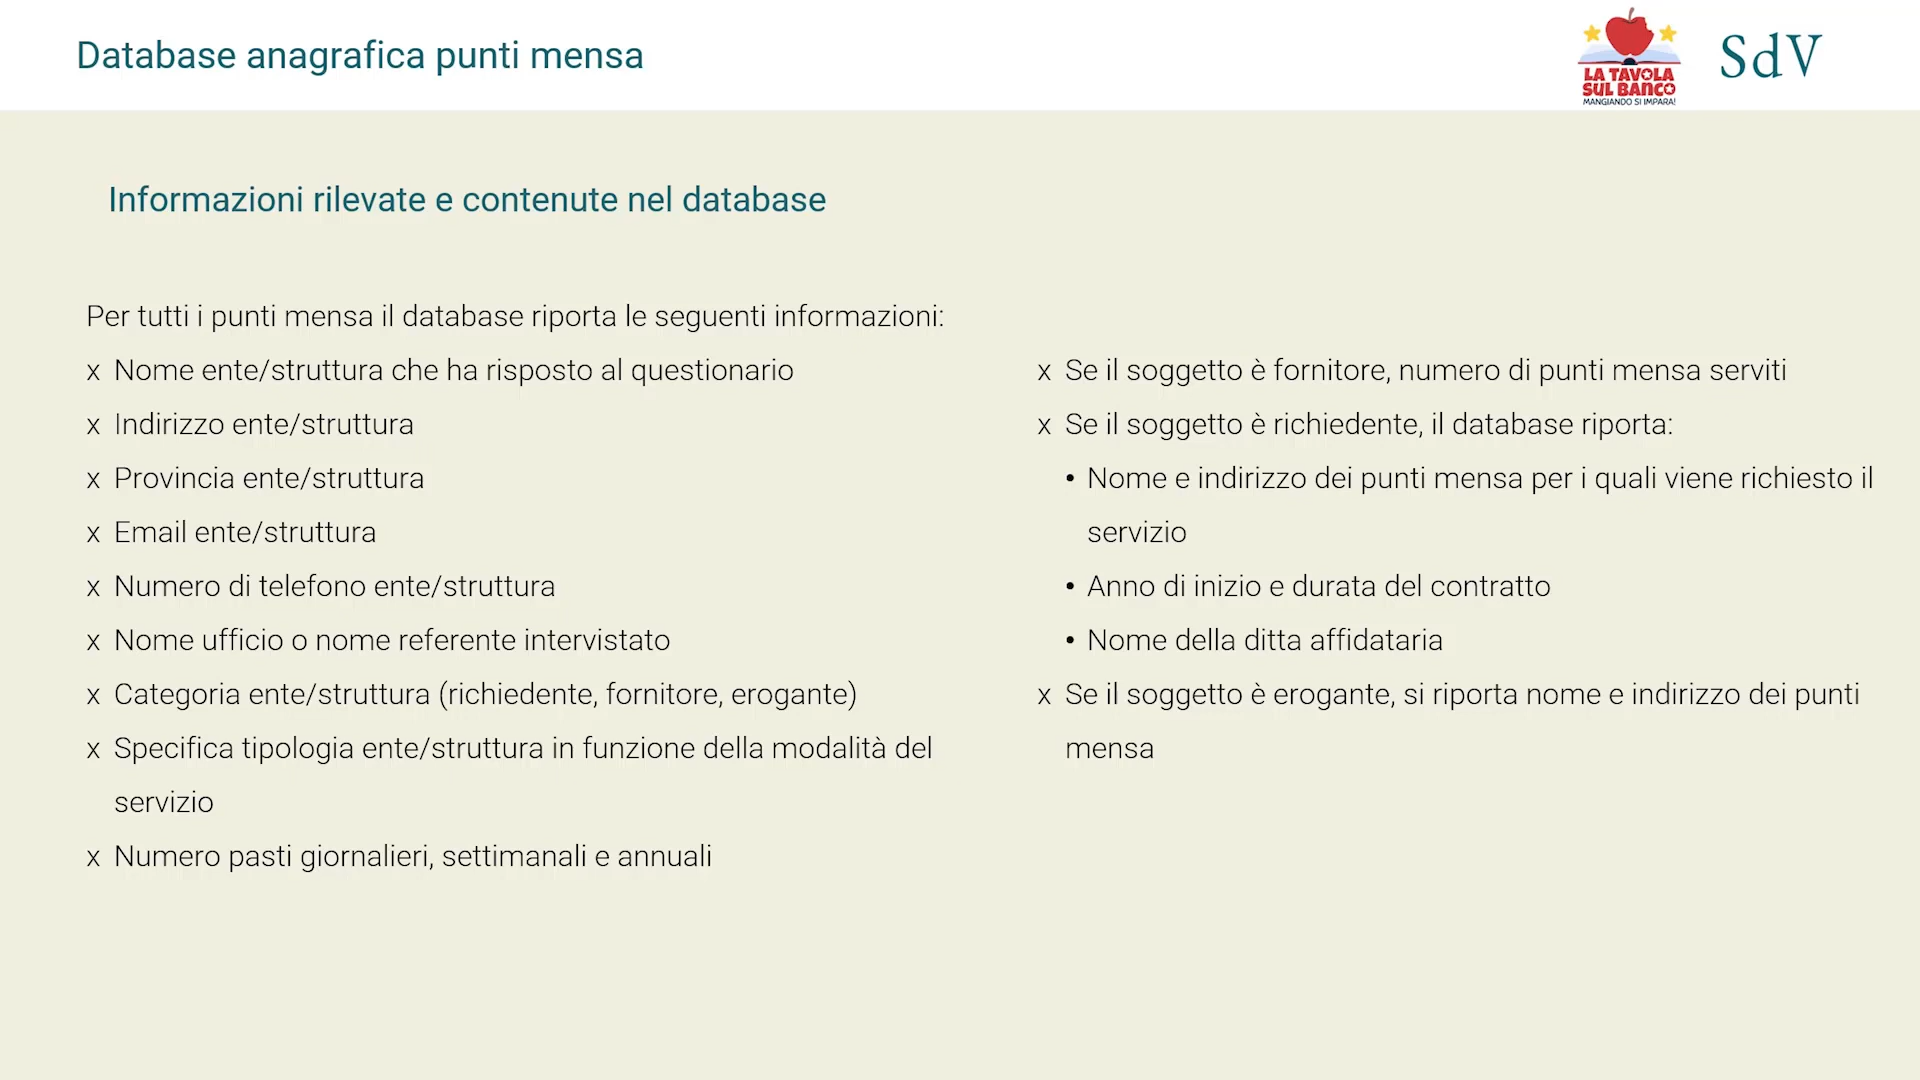 Database anagrafica punti mensa
LA TAVOLA
SUL BANCO
MANGIANDO SI IMPARA!
SdV
Informazioni rilevate e contenute nel database
Per tutti i punti mensa il database riporta le seguenti informazioni:
x Nome ente/struttura che ha risposto al questionario
x Indirizzo ente/struttura
x Provincia ente/struttura
x Email ente/struttura
x Numero di telefono ente/struttura
x Nome ufficio o nome referente intervistato
x Categoria ente/struttura (richiedente, fornitore, erogante)
x Specifica tipologia ente/struttura in funzione della modalità del
servizio
x Numero pasti giornalieri, settimanali e annuali
x Se il soggetto è fornitore, numero di punti mensa serviti
x Se il soggetto è richiedente, il database riporta:
• Nome e indirizzo dei punti mensa per i quali viene richiesto il
servizio
• Anno di inizio e durata del contratto
• Nome della ditta affidataria
x Se il soggetto è erogante, si riporta nome e indirizzo dei punti
mensa